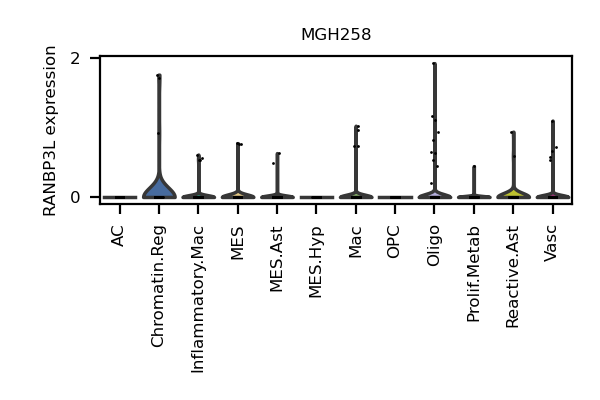 MGH258
RANBP3L expression
2
0
AC
Chromatin.Reg
Inflammatory.Mac
MES
MES.Ast
MES.Hyp
Mac
OPC
Oligo
Prolif.Metab
Reactive.Ast
Vasc